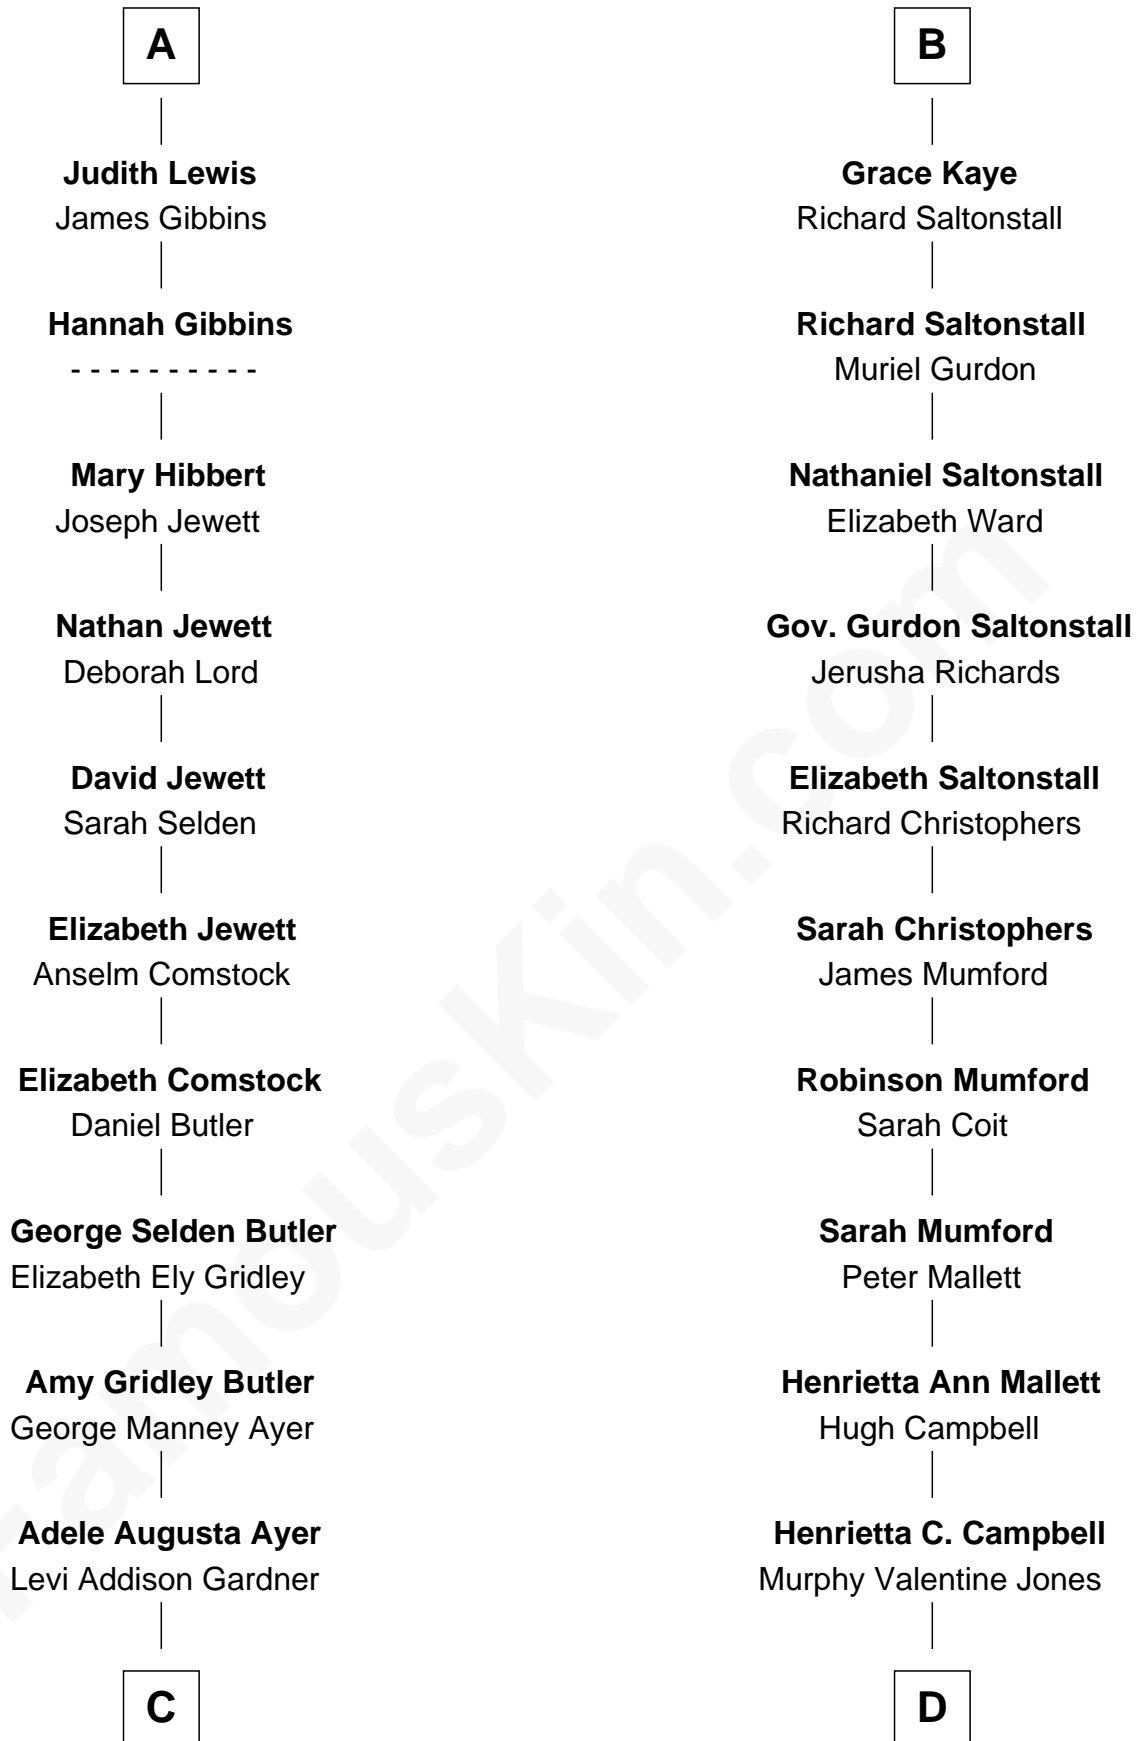 A
Judith Lewis
James Gibbins
Hannah Gibbins
- - - - - - - - - -
Mary Hibbert
Joseph Jewett
Nathan Jewett
Deborah Lord
David Jewett
Sarah Selden
Elizabeth Jewett
Anselm Comstock
Elizabeth Comstock
Daniel Butler
George Selden Butler
Elizabeth Ely Gridley
Amy Gridley Butler
George Manney Ayer
Adele Augusta Ayer
Levi Addison Gardner
C
B
Grace Kaye
Richard Saltonstall
Richard Saltonstall
Muriel Gurdon
Nathaniel Saltonstall
Elizabeth Ward
Gov. Gurdon Saltonstall
Jerusha Richards
Elizabeth Saltonstall
Richard Christophers
Sarah Christophers
James Mumford
Robinson Mumford
Sarah Coit
Sarah Mumford
Peter Mallett
Henrietta Ann Mallett
Hugh Campbell
Henrietta C. Campbell
Murphy Valentine Jones
D
FamousKin.com